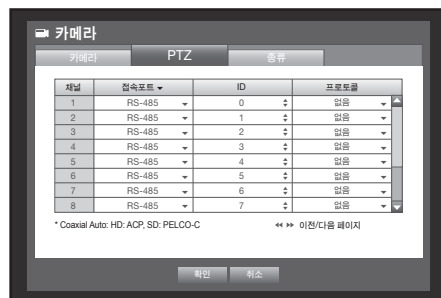 카메라
카메라 PTZ 종류
채널 접속포트 ID 프로토콜
1 RS-485 0 없음
2 RS-485 1 없음
3 RS-485 2 없음
4 RS-485 3 없음
5 RS-485 4 없음
6 RS-485 5 없음
7 RS-485 6 없음
8 RS-485 7 없음
* Coaxial Auto: HD: ACP, SD: PELCO-C 이전/다음 페이지
확인 취소